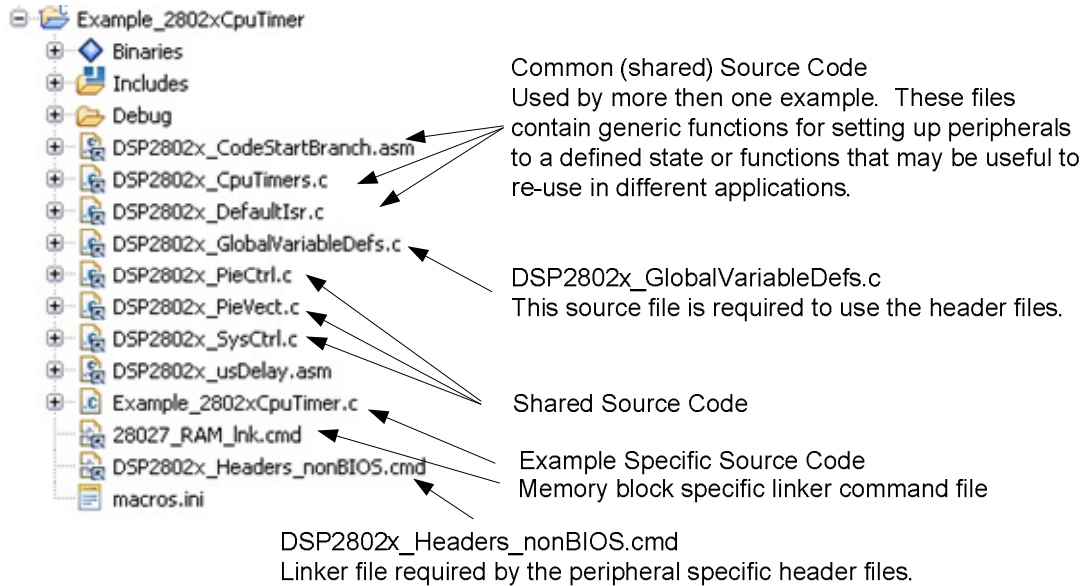 Example_2802xCpuTimer
Binaries
Includes
Debug
DSP2802x_CodeStartBranch.asm
DSP2802x_CpuTimers.c
DSP2802x_DefaultIsr.c
DSP2802x_GlobalVariableDefs.c
DSP2802x_PieCtrl.c
DSP2802x_PieVect.c
DSP2802x_SysCtrl.c
DSP2802x_usDelay.asm
Example_2802xCpuTimer.c
28027_RAM_lnk.cmd
DSP2802x_Headers_nonBIOS.cmd
macros.ini
Common (shared) Source Code
Used by more then one example. These files
contain generic functions for setting up peripherals
to a defined state or functions that may be useful to
re-use in different applications.
DSP2802x_GlobalVariableDefs.c
This source file is required to use the header files.
Shared Source Code
Example Specific Source Code
Memory block specific linker command file
DSP2802x_Headers_nonBIOS.cmd
Linker file required by the peripheral specific header files.